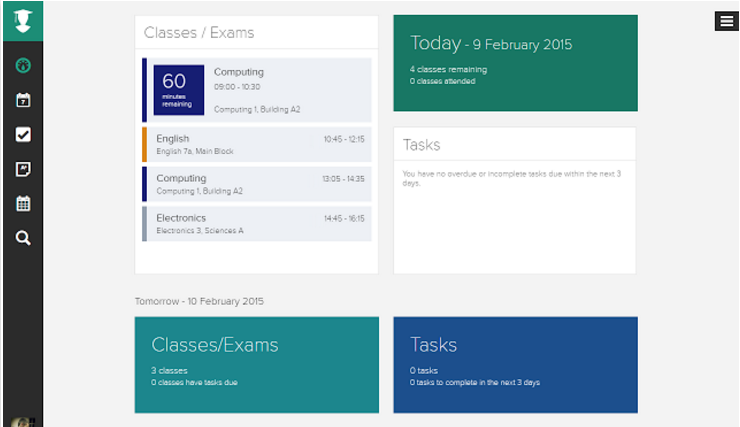 Classes / Exams
60
minutes
remaining
Computing
09:00 - 10:30
Computing 1, Building A2
English
10:45 - 12:15
English 7a, Main Block
Computing
13:05 - 14:35
Computing 1, Building A2
Electronics
14:45 - 16:15
Electronics 3, Sciences A
Today - 9 February 2015
4 classes remaining
0 classes attended
Tasks
You have no overdue or incomplete tasks due within the next 3
days.
Tomorrow - 10 February 2015
Classes/Exams
3 classes
0 classes have tasks due
Tasks
0 tasks
0 tasks to complete in the next 3 days